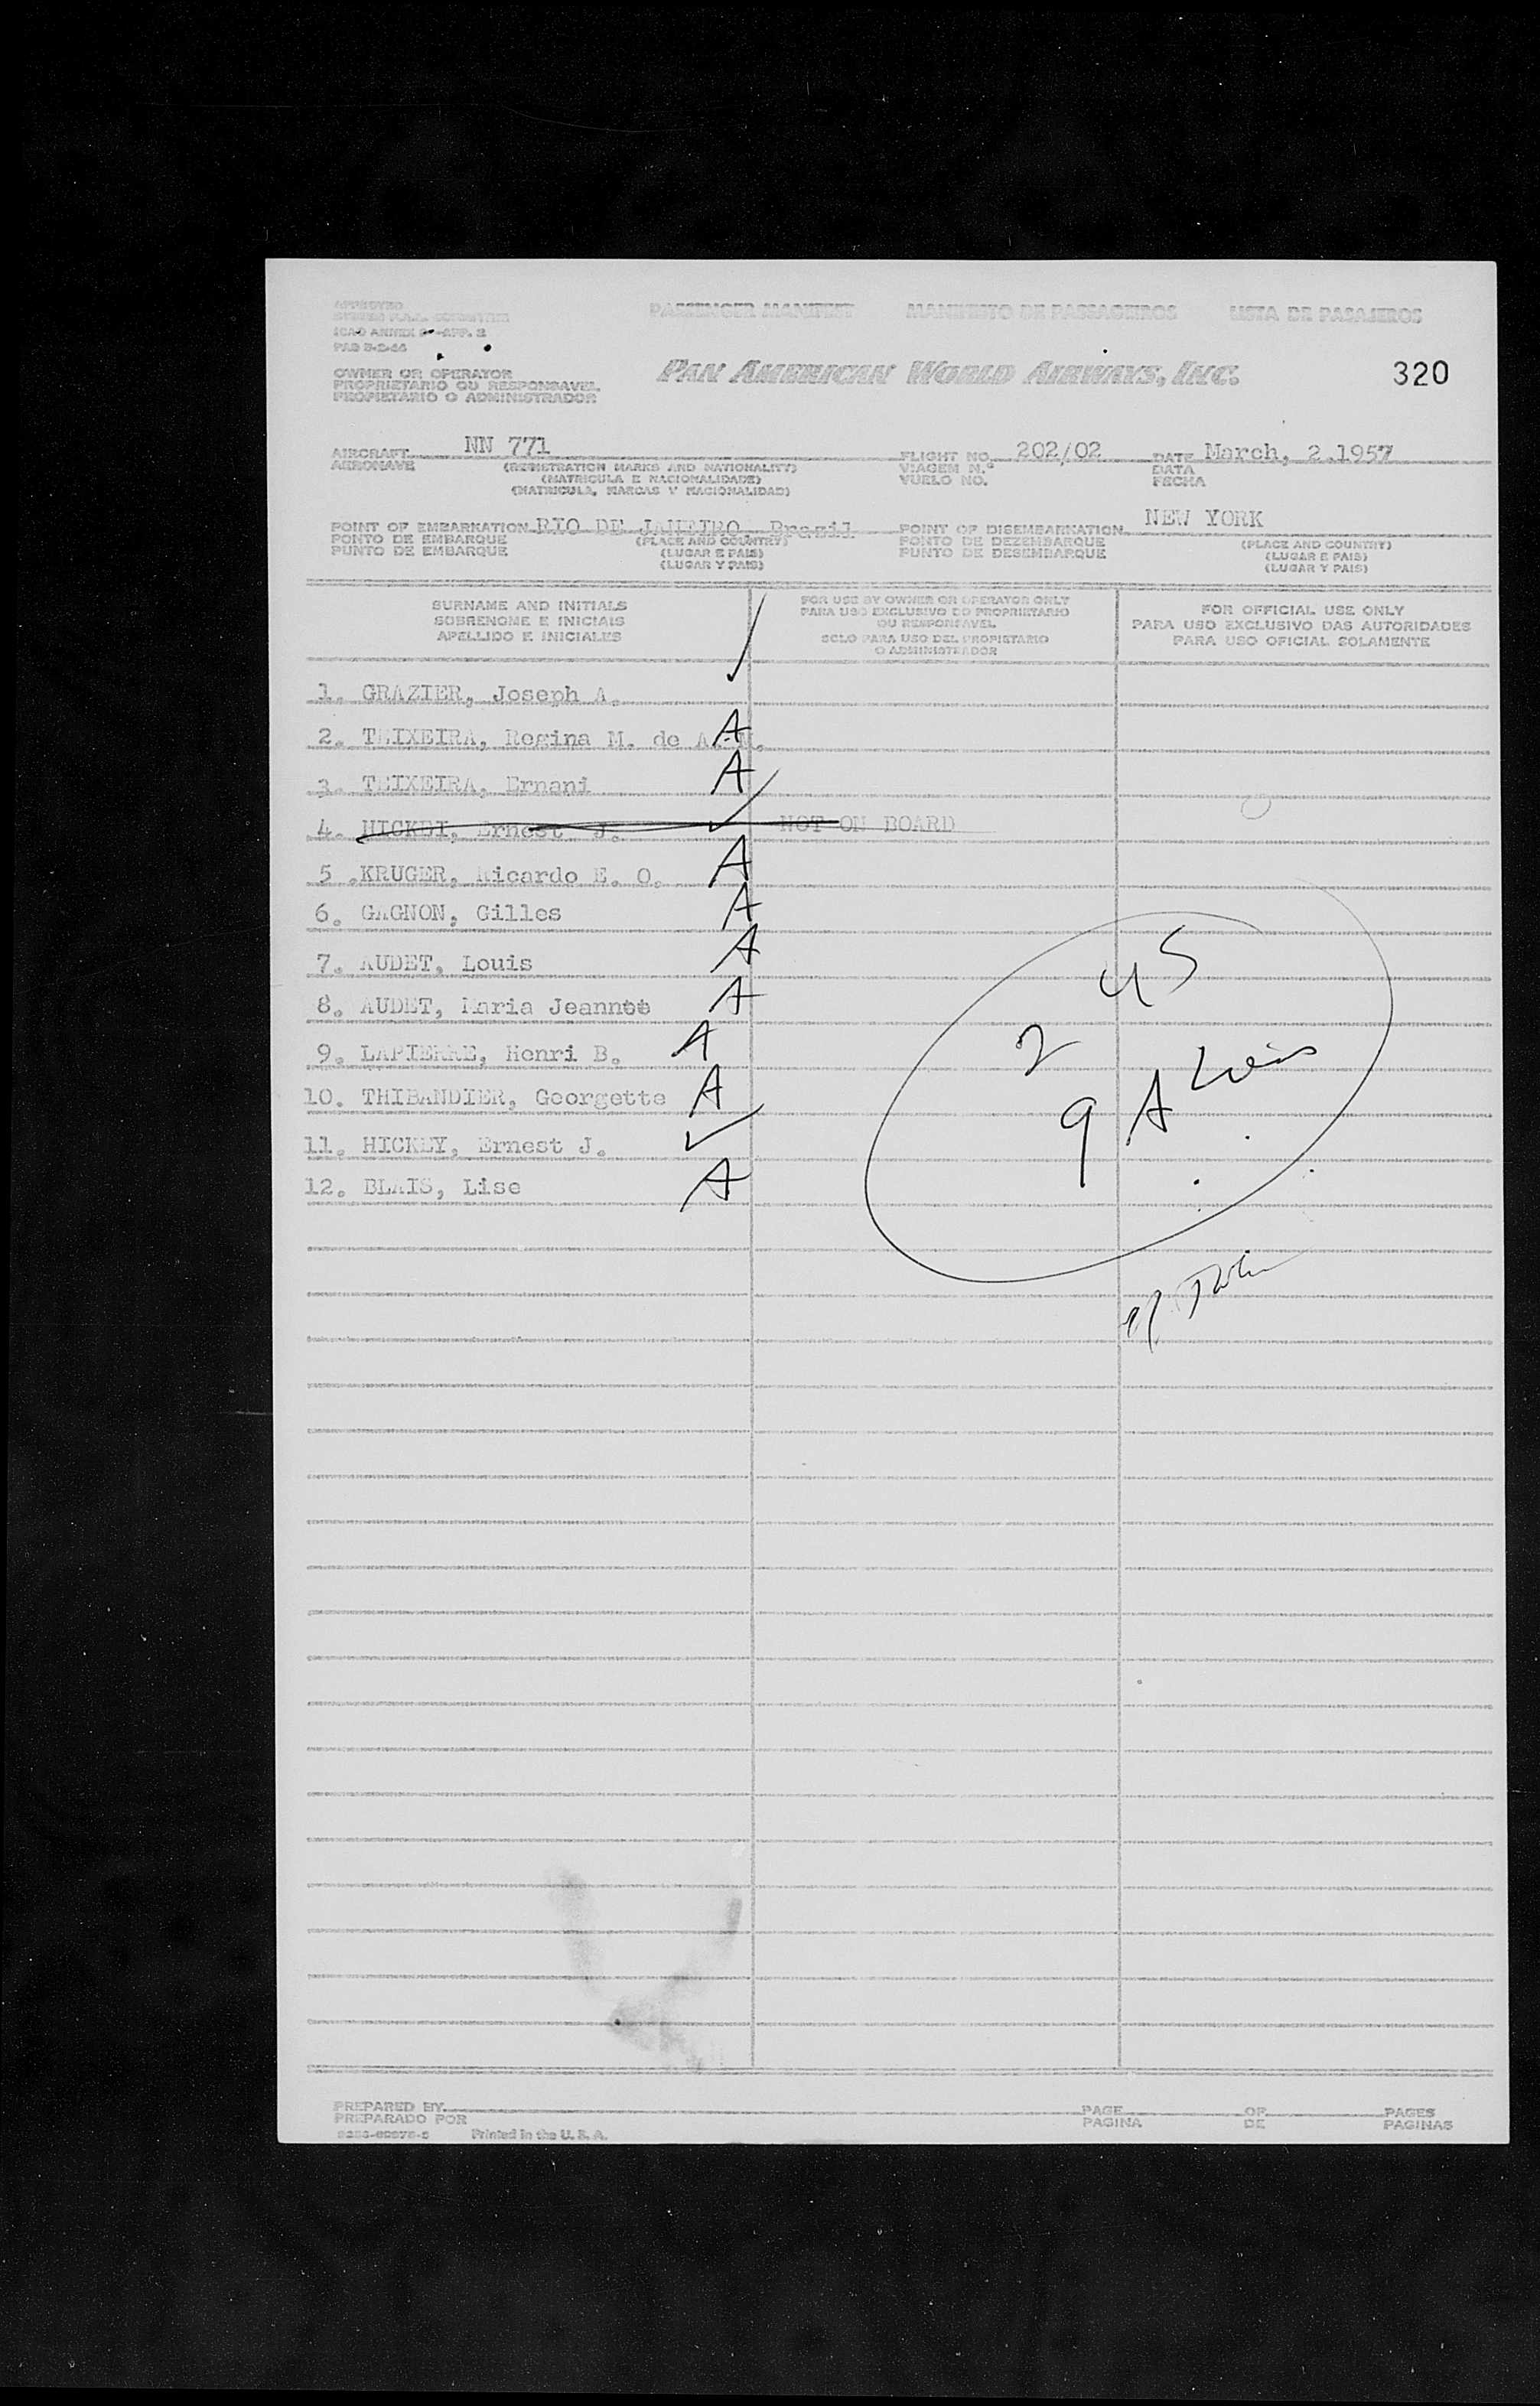 APPROVED
ICAO ANNEX 9-APP. 2
PASSENGER MANIFEST MANIFESTO DE PASSAGEIROS LISTA DE PASAJEROS
OWNER OR OPERATOR
PROPRIETARIO OU RESPONSAVEL
PROPIETARIO O ADMINISTRADOR
PAN AMERICAN WORLD AIRWAYS, INC.
320
AIRCRAFT NN 771 FLIGHT NO. 202/02 DATE March, 2.1957
AERONAVE (REGISTRATION MARKS AND NATIONALITY) VIAGEM N.º DATA
(MATRICULA E NACIONALIDADE) VUELO NO. FECHA
(MATRICULA, MARCAS Y NACIONALIDAD)
POINT OF EMBARKATION RIO DE JANEIRO Brazil POINT OF DISEMBARKATION NEW YORK
PONTO DE EMBARQUE (PLACE AND COUNTRY) PONTO DE DEZEMBARQUE (PLACE AND COUNTRY)
PUNTO DE EMBARQUE (LUGAR E PAIS) PUNTO DE DESEMBARQUE (LUGAR E PAIS)
(LUGAR Y PAIS) (LUGAR Y PAIS)
SURNAME AND INITIALS
SOBRENOME E INICIAIS
APELLIDO E INICIALES
FOR USE BY OWNER OR OPERATOR ONLY
PARA USO EXCLUSIVO DO PROPRIETARIO
OU RESPONSAVEL
SOLO PARA USO DEL PROPIETARIO
O ADMINISTRADOR
FOR OFFICIAL USE ONLY
PARA USO EXCLUSIVO DAS AUTORIDADES
PARA USO OFICIAL SOLAMENTE
1. GRAZIER, Joseph A.
2. TEIXEIRA, Regina M. de A
3. TEIXEIRA, Ernani A
4. HICKEY, Ernest J. NOT ON BOARD
5 .KRUGER, Ricardo E. O. A
6. GAGNON, Gilles A
7. AUDET, Louis A
8. AUDET, Maria Jeannett A
9. LAPIERRE, Henri B. A
10. THIBANDIER, Georgette A
11. HICKEY, Ernest J.
12. BLAIS, Lise A
2 US
9 A
PREPARED BY PAGE OF PAGES
PREPARADO POR PAGINA DE PAGINAS
Printed in the U. S. A.